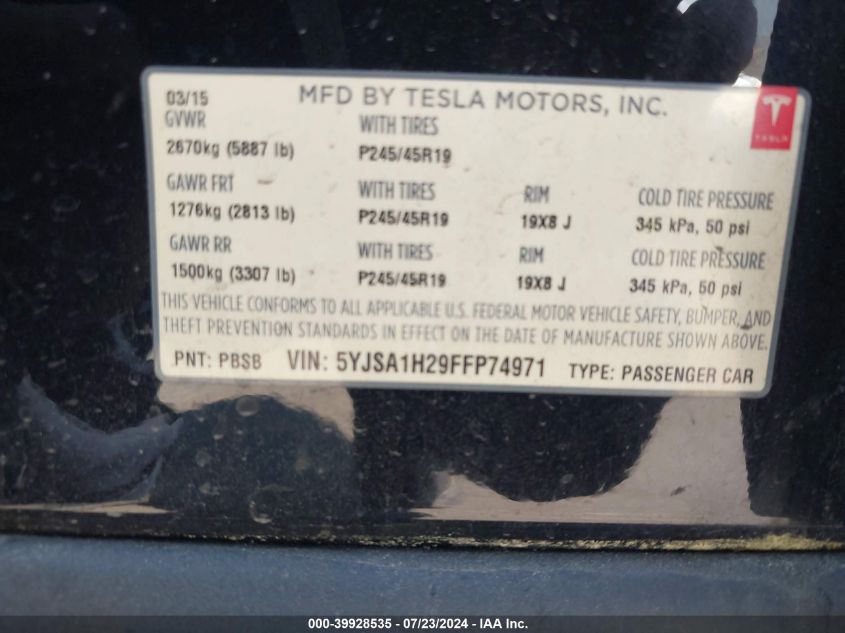 03/15 MFD BY TESLA MOTORS, INC.
TESLA
GVWR WITH TIRES
2670kg (5887 lb) P245/45R19
GAWR FRT WITH TIRES RIM COLD TIRE PRESSURE
1276kg (2813 lb) P245/45R19 19X8 J 345 kPa, 50 psi
GAWR RR WITH TIRES RIM COLD TIRE PRESSURE
1500kg (3307 lb) P245/45R19 19X8 J 345 kPa, 50 psi
THIS VEHICLE CONFORMS TO ALL APPLICABLE U.S. FEDERAL MOTOR VEHICLE SAFETY, BUMPER, AND
THEFT PREVENTION STANDARDS IN EFFECT ON THE DATE OF MANUFACTURE SHOWN ABOVE.
PNT: PBSB VIN: 5YJSA1H29FFP74971 TYPE: PASSENGER CAR
000-39928535 - 07/23/2024 - IAA Inc.